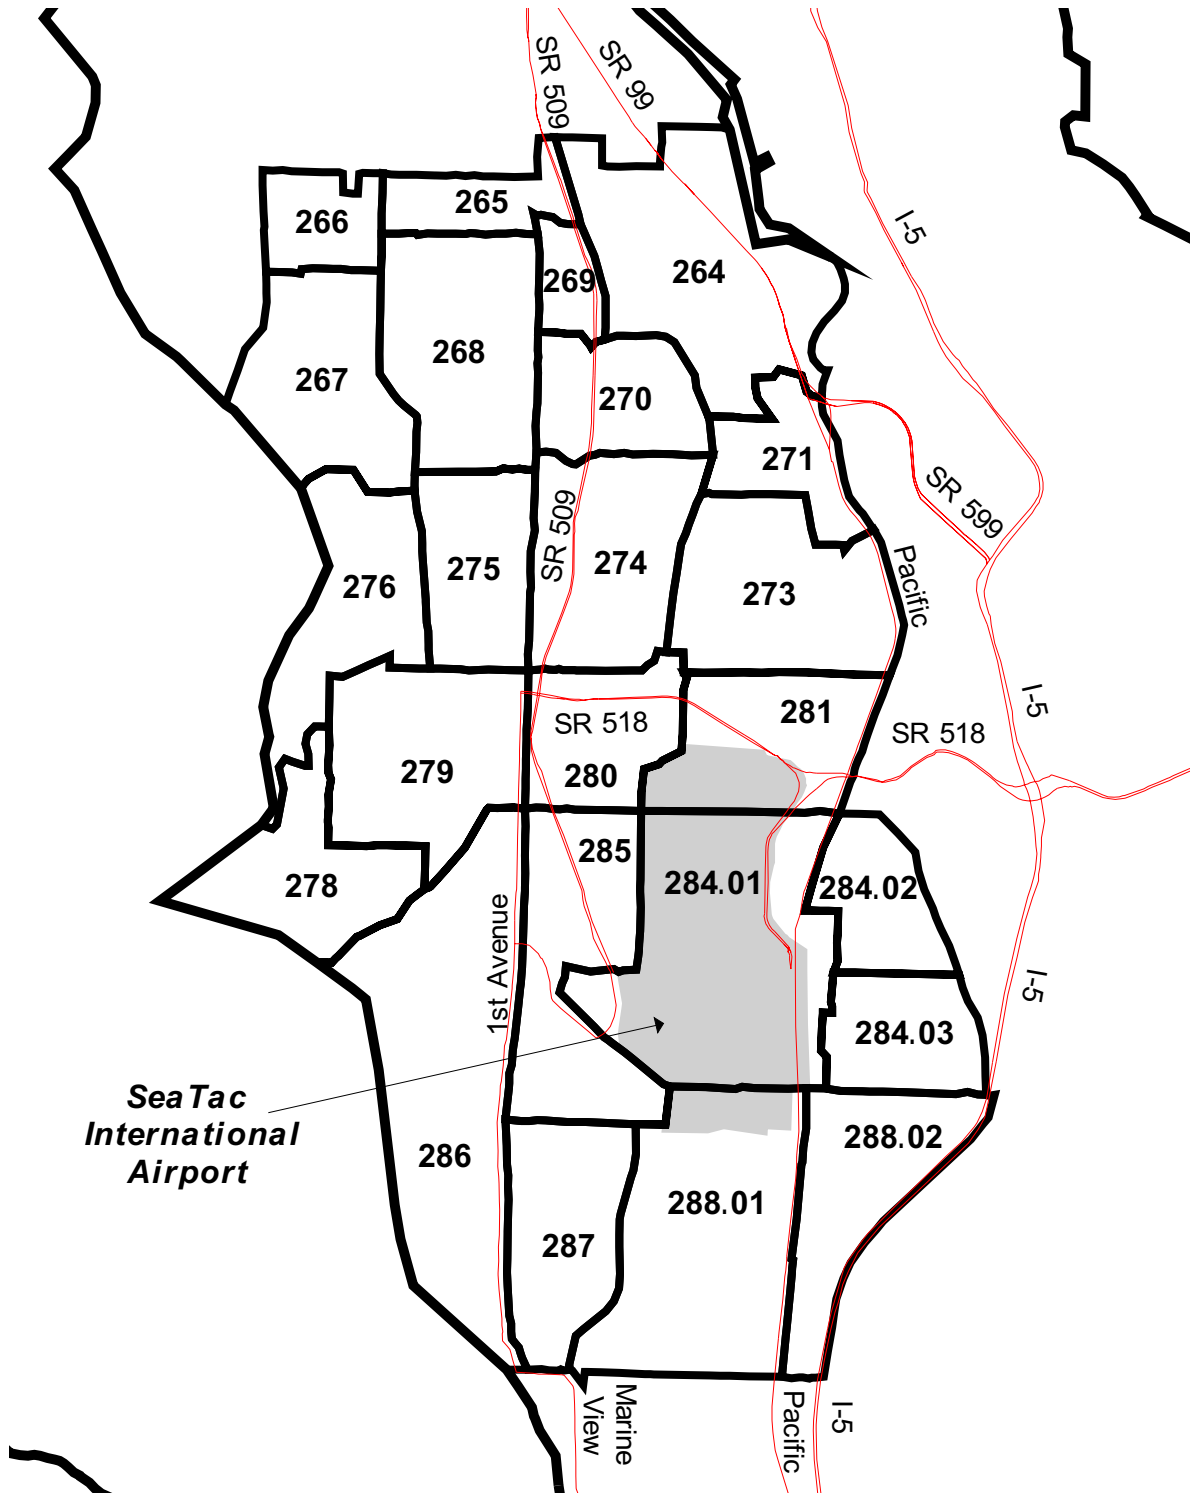 SR 509
SR 99
265
266
I-5
264
269
268
267
270
271
SR 599
SR 509
274
275
276
273
Pacific
I-5
281
SR 518
SR 518
279
280
285
284.01
284.02
278
1st Avenue
I-5
284.03
SeaTac
International
Airport
286
288.02
288.01
287
Marine
View
Pacific
I-5